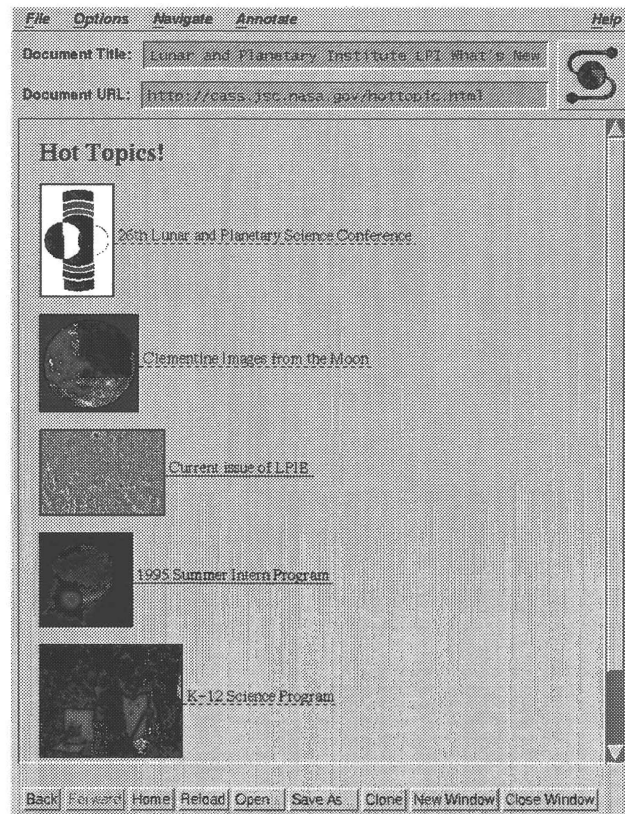 File Options Navigate Annotate Help
Document Title: Lunar and Planetary Institute LPI What's New
Document URL: http://cass.jsc.nasa.gov/hottopic.html
Hot Topics!
26th Lunar and Planetary Science Conference
Clementine Images from the Moon
Current issue of LPIB
1995 Summer Intern Program
K-12 Science Program
Back Forward Home Reload Open... Save As... Clone New Window Close Window